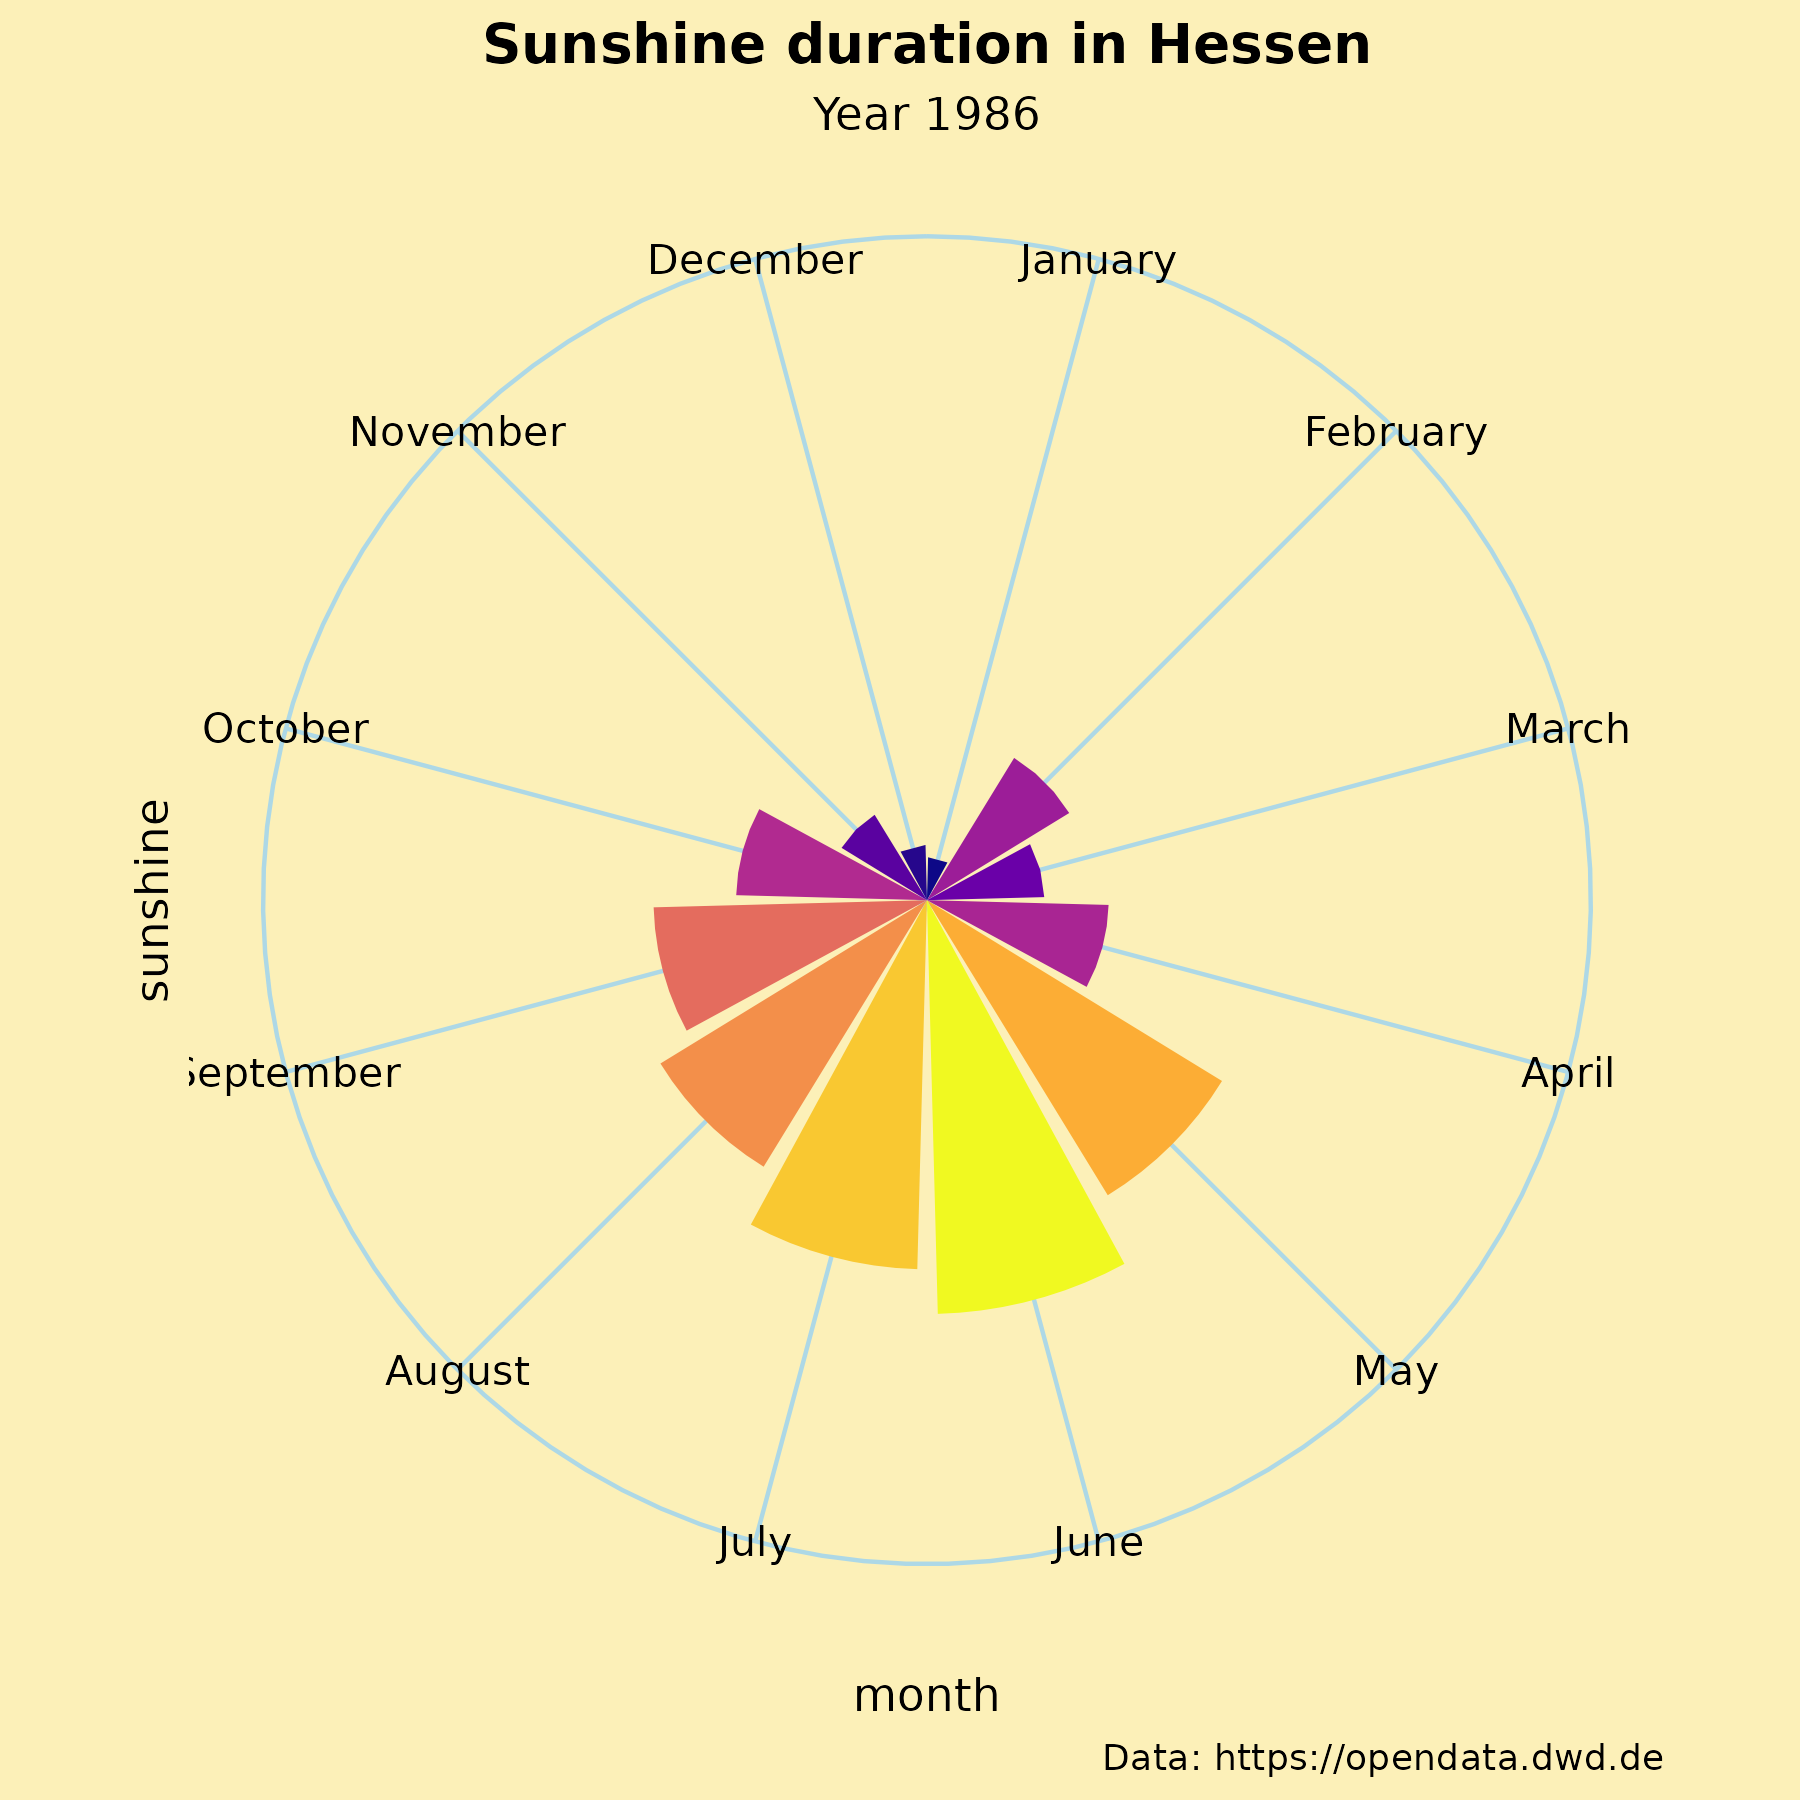 Sunshine duration in Hessen
Year 1986
December
January
November
February
October
March
sunshine
September
April
August
May
July
June
month
Data: https://opendata.dwd.de